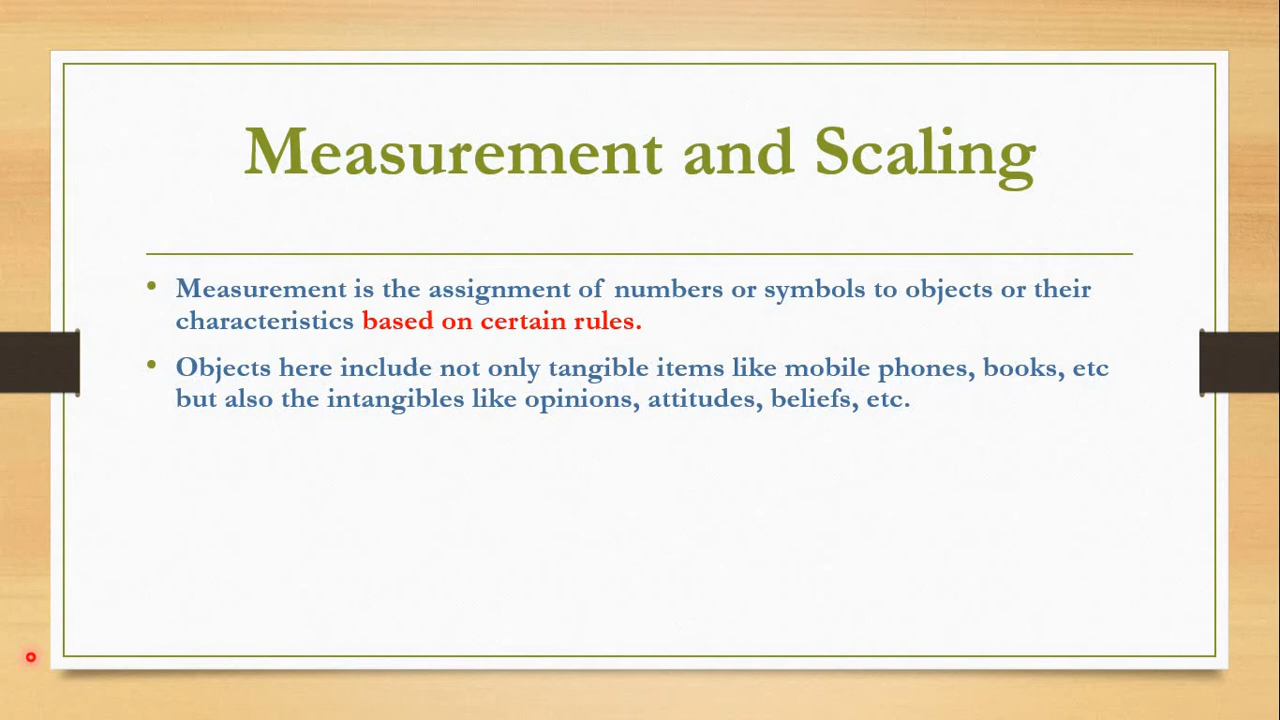 Measurement and Scaling
• Measurement is the assignment of numbers or symbols to objects or their
characteristics based on certain rules.
• Objects here include not only tangible items like mobile phones, books, etc
but also the intangibles like opinions, attitudes, beliefs, etc.